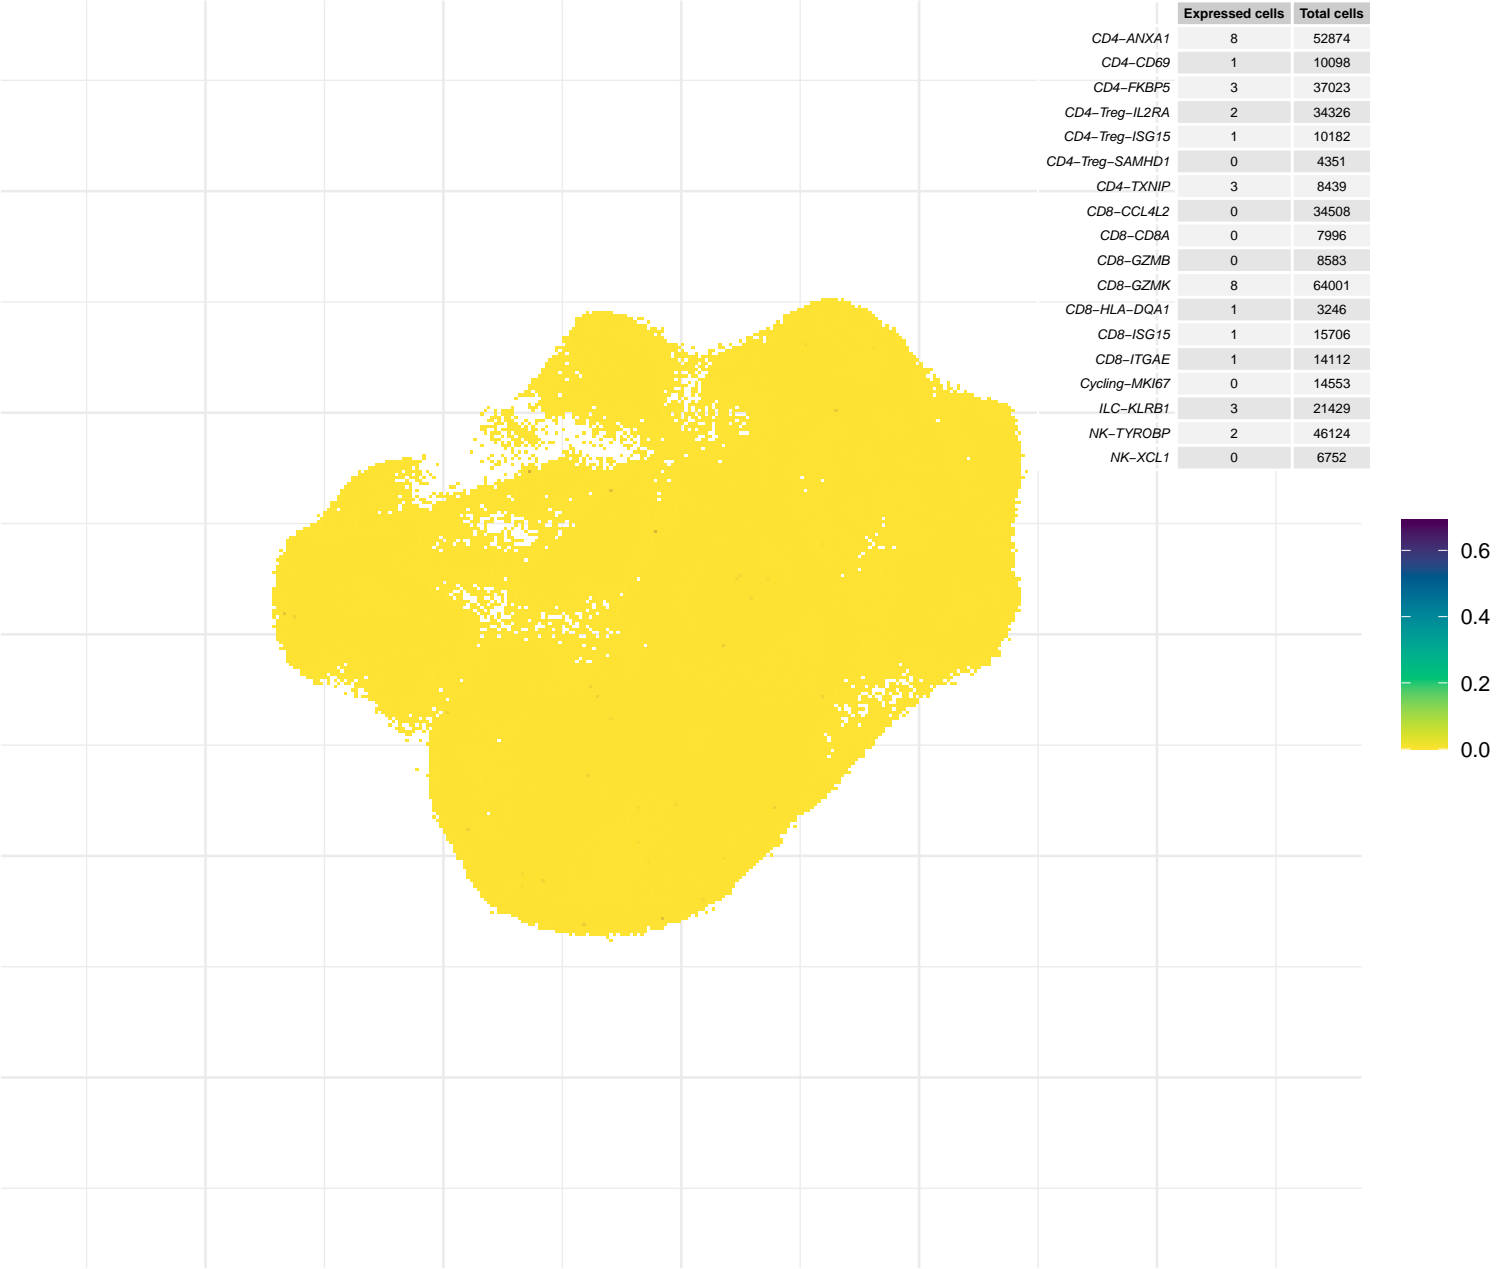 Expressed cells Total cells
CD4−ANXA1 8 52874
CD4−CD69 1 10098
CD4−FKBP5 3 37023
CD4−Treg−IL2RA 2 34326
CD4−Treg−ISG15 1 10182
CD4−Treg−SAMHD1 0 4351
CD4−TXNIP 3 8439
CD8−CCL4L2 0 34508
CD8−CD8A 0 7996
CD8−GZMB 0 8583
CD8−GZMK 8 64001
CD8−HLA−DQA1 1 3246
CD8−ISG15 1 15706
CD8−ITGAE 1 14112
Cycling−MKI67 0 14553
ILC−KLRB1 3 21429
NK−TYROBP 2 46124
NK−XCL1 0 6752
0.6
0.4
0.2
0.0